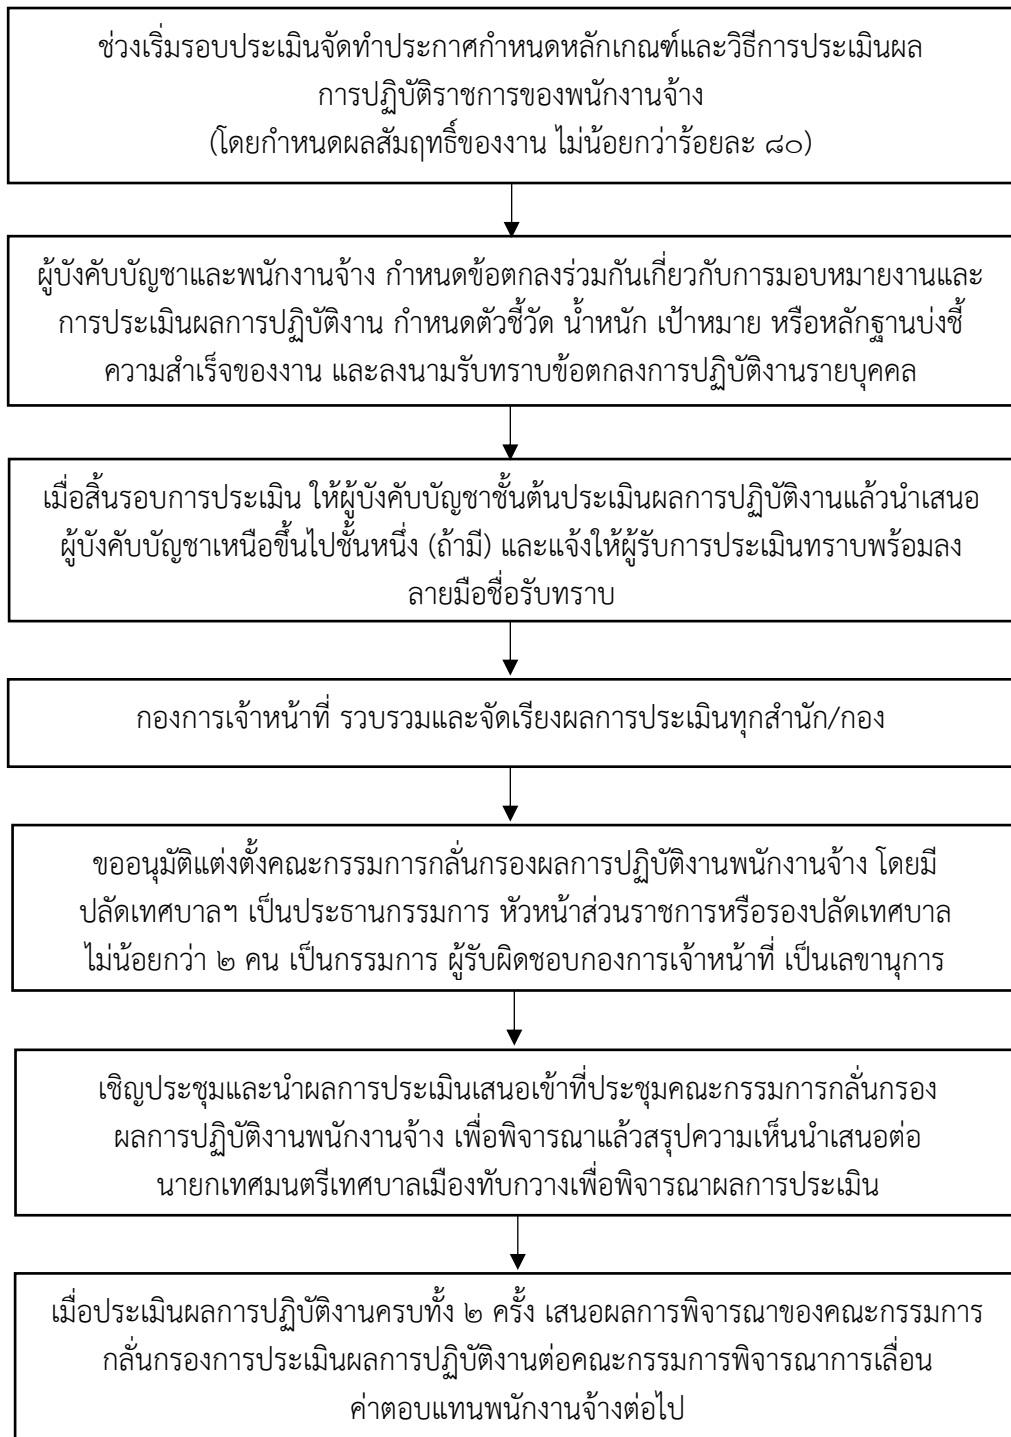 ช่วงเริ่มรอบประเมินจัดทำประกาศกำหนดหลักเกณฑ์และวิธีการประเมินผล
การปฏิบัติราชการของพนักงานจ้าง
(โดยกำหนดผลสัมฤทธิ์ของงาน ไม่น้อยกว่าร้อยละ ๘๐)
ผู้บังคับบัญชาและพนักงานจ้าง กำหนดข้อตกลงร่วมกันเกี่ยวกับการมอบหมายงานและ
การประเมินผลการปฏิบัติงาน กำหนดตัวชี้วัด น้ำหนัก เป้าหมาย หรือหลักฐานบ่งชี้
ความสำเร็จของงาน และลงนามรับทราบข้อตกลงการปฏิบัติงานรายบุคคล
เมื่อสิ้นรอบการประเมิน ให้ผู้บังคับบัญชาชั้นต้นประเมินผลการปฏิบัติงานแล้วนำเสนอ
ผู้บังคับบัญชาเหนือขึ้นไปชั้นหนึ่ง (ถ้ามี) และแจ้งให้ผู้รับการประเมินทราบพร้อมลง
ลายมือชื่อรับทราบ
กองการเจ้าหน้าที่ รวบรวมและจัดเรียงผลการประเมินทุกสำนัก/กอง
ขออนุมัติแต่งตั้งคณะกรรมการกลั่นกรองผลการปฏิบัติงานพนักงานจ้าง โดยมี
ปลัดเทศบาลฯ เป็นประธานกรรมการ หัวหน้าส่วนราชการหรือรองปลัดเทศบาล
ไม่น้อยกว่า ๒ คน เป็นกรรมการ ผู้รับผิดชอบกองการเจ้าหน้าที่ เป็นเลขานุการ
เชิญประชุมและนำผลการประเมินเสนอเข้าที่ประชุมคณะกรรมการกลั่นกรอง
ผลการปฏิบัติงานพนักงานจ้าง เพื่อพิจารณาแล้วสรุปความเห็นนำเสนอต่อ
นายกเทศมนตรีเทศบาลเมืองทับกวางเพื่อพิจารณาผลการประเมิน
เมื่อประเมินผลการปฏิบัติงานครบทั้ง ๒ ครั้ง เสนอผลการพิจารณาของคณะกรรมการ
กลั่นกรองการประเมินผลการปฏิบัติงานต่อคณะกรรมการพิจารณาการเลื่อน
ค่าตอบแทนพนักงานจ้างต่อไป